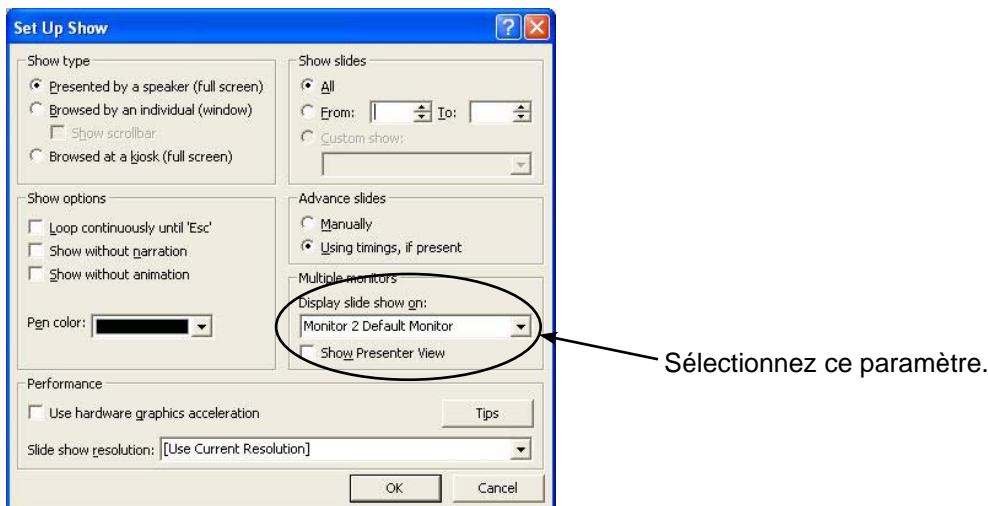 Set Up Show
Show type
Presented by a speaker (full screen)
Browsed by an individual (window)
Show scrollbar
Browsed at a kiosk (full screen)
Show slides
All
From: To:
Custom show:
Show options
Loop continuously until 'Esc'
Show without narration
Show without animation
Pen color:
Advance slides
Manually
Using timings, if present
Multiple monitors
Display slide show on:
Monitor 2 Default Monitor
Show Presenter View
Sélectionnez ce paramètre.
Performance
Use hardware graphics acceleration
Tips
Slide show resolution: [Use Current Resolution]
OK Cancel